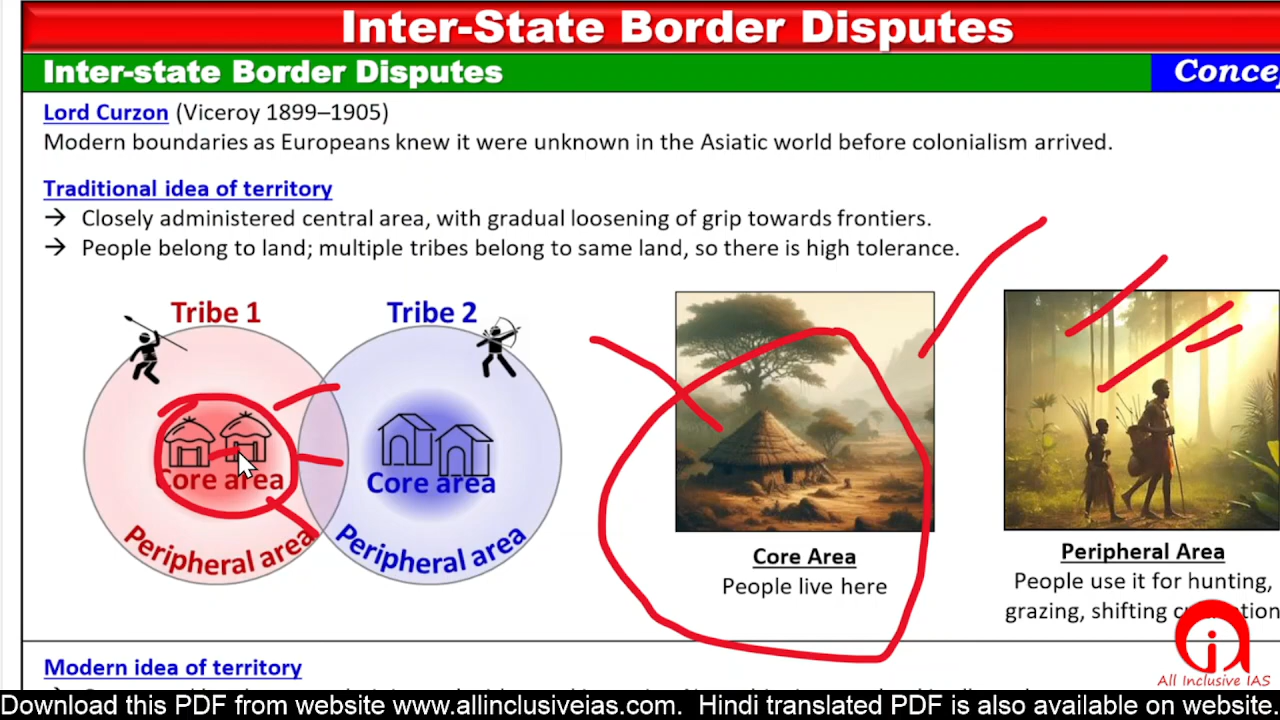 Inter-State Border Disputes
Inter-state Border Disputes
Lord Curzon (Viceroy 1899–1905)
Modern boundaries as Europeans knew it were unknown in the Asiatic world before colonialism arrived.
Traditional idea of territory
→ Closely administered central area, with gradual loosening of grip towards frontiers.
→ People belong to land; multiple tribes belong to same land, so there is high tolerance.
Tribe 1
Tribe 2
Core area
Core area
Peripheral area
Peripheral area
Core Area
People live here
Peripheral Area
People use it for hunting,
grazing, shifting
All Inclusive IAS
Modern idea of territory
Download this PDF from website www.allinclusiveias.com. Hindi translated PDF is also available on website.